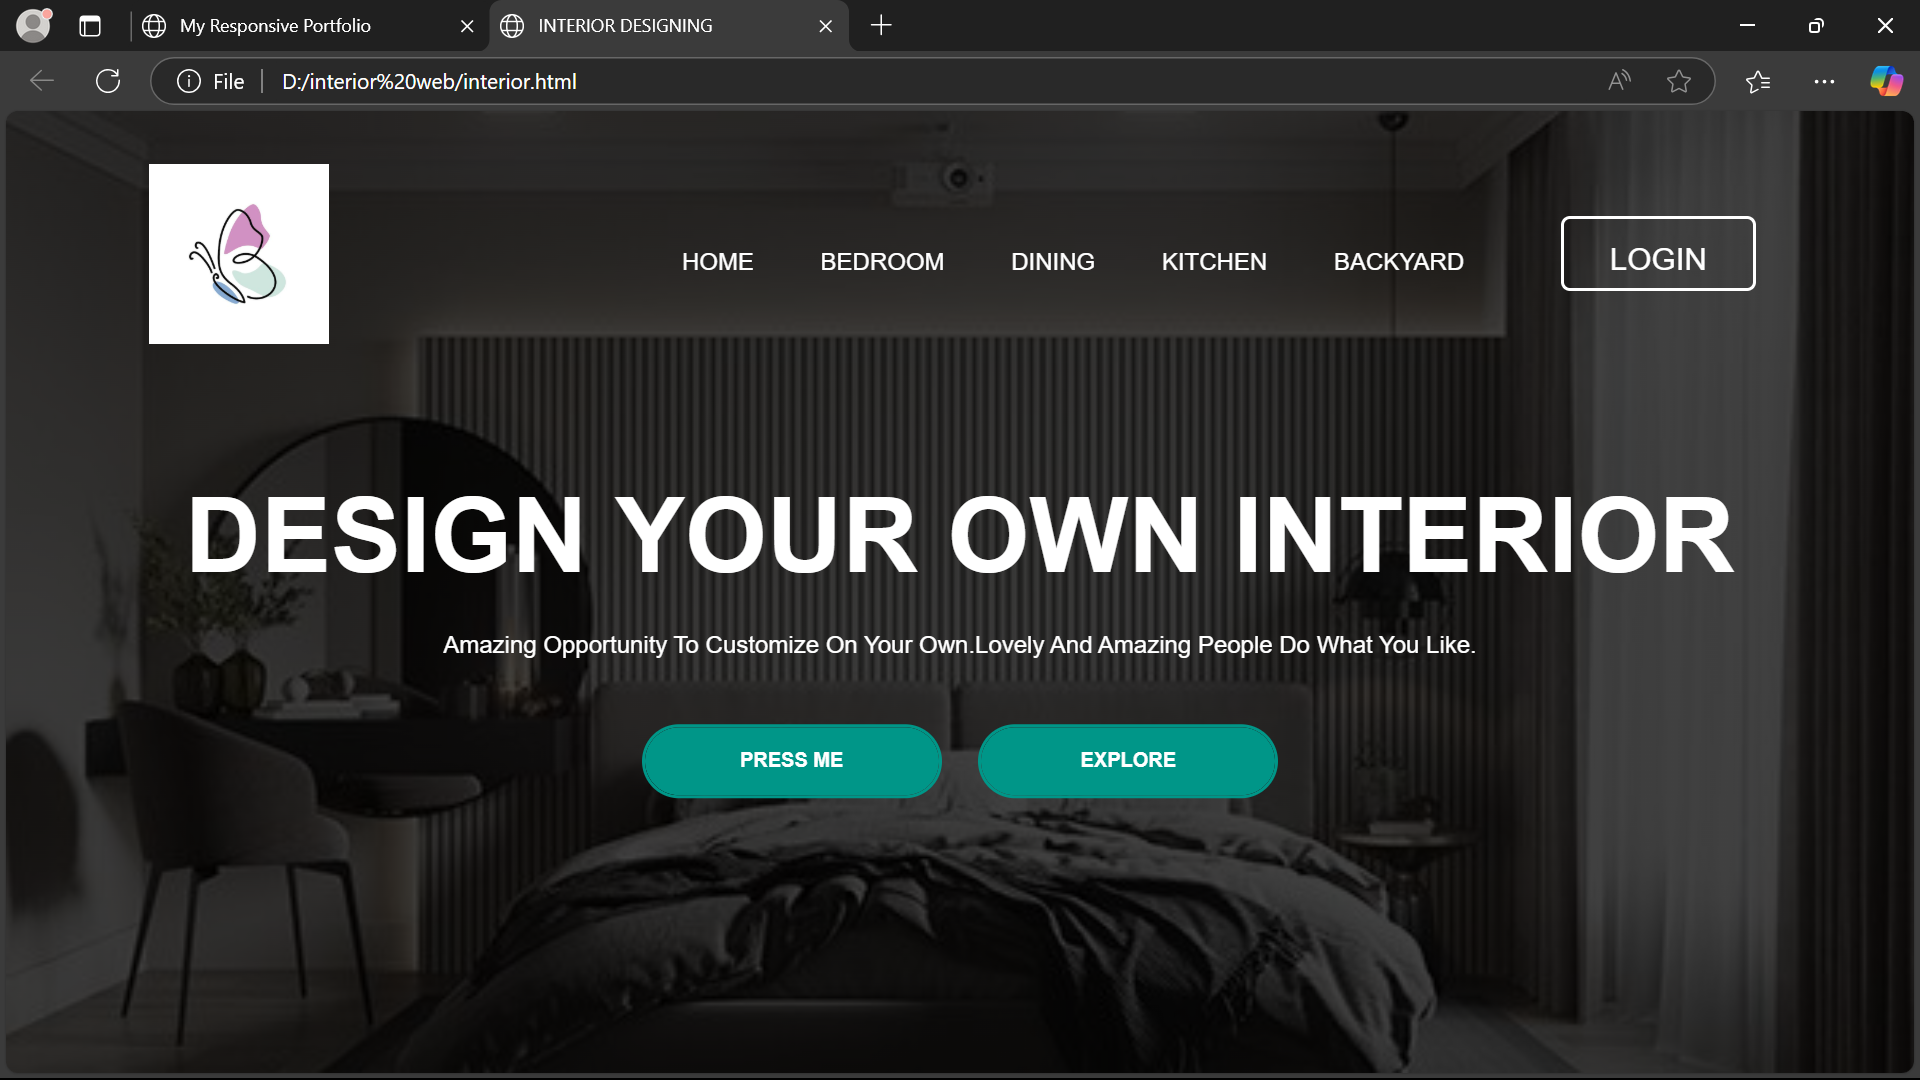 My Responsive Portfolio
INTERIOR DESIGNING
File
D:/interior%20web/interior.html
HOME BEDROOM DINING KITCHEN BACKYARD LOGIN
DESIGN YOUR OWN INTERIOR
Amazing Opportunity To Customize On Your Own.Lovely And Amazing People Do What You Like.
PRESS ME EXPLORE